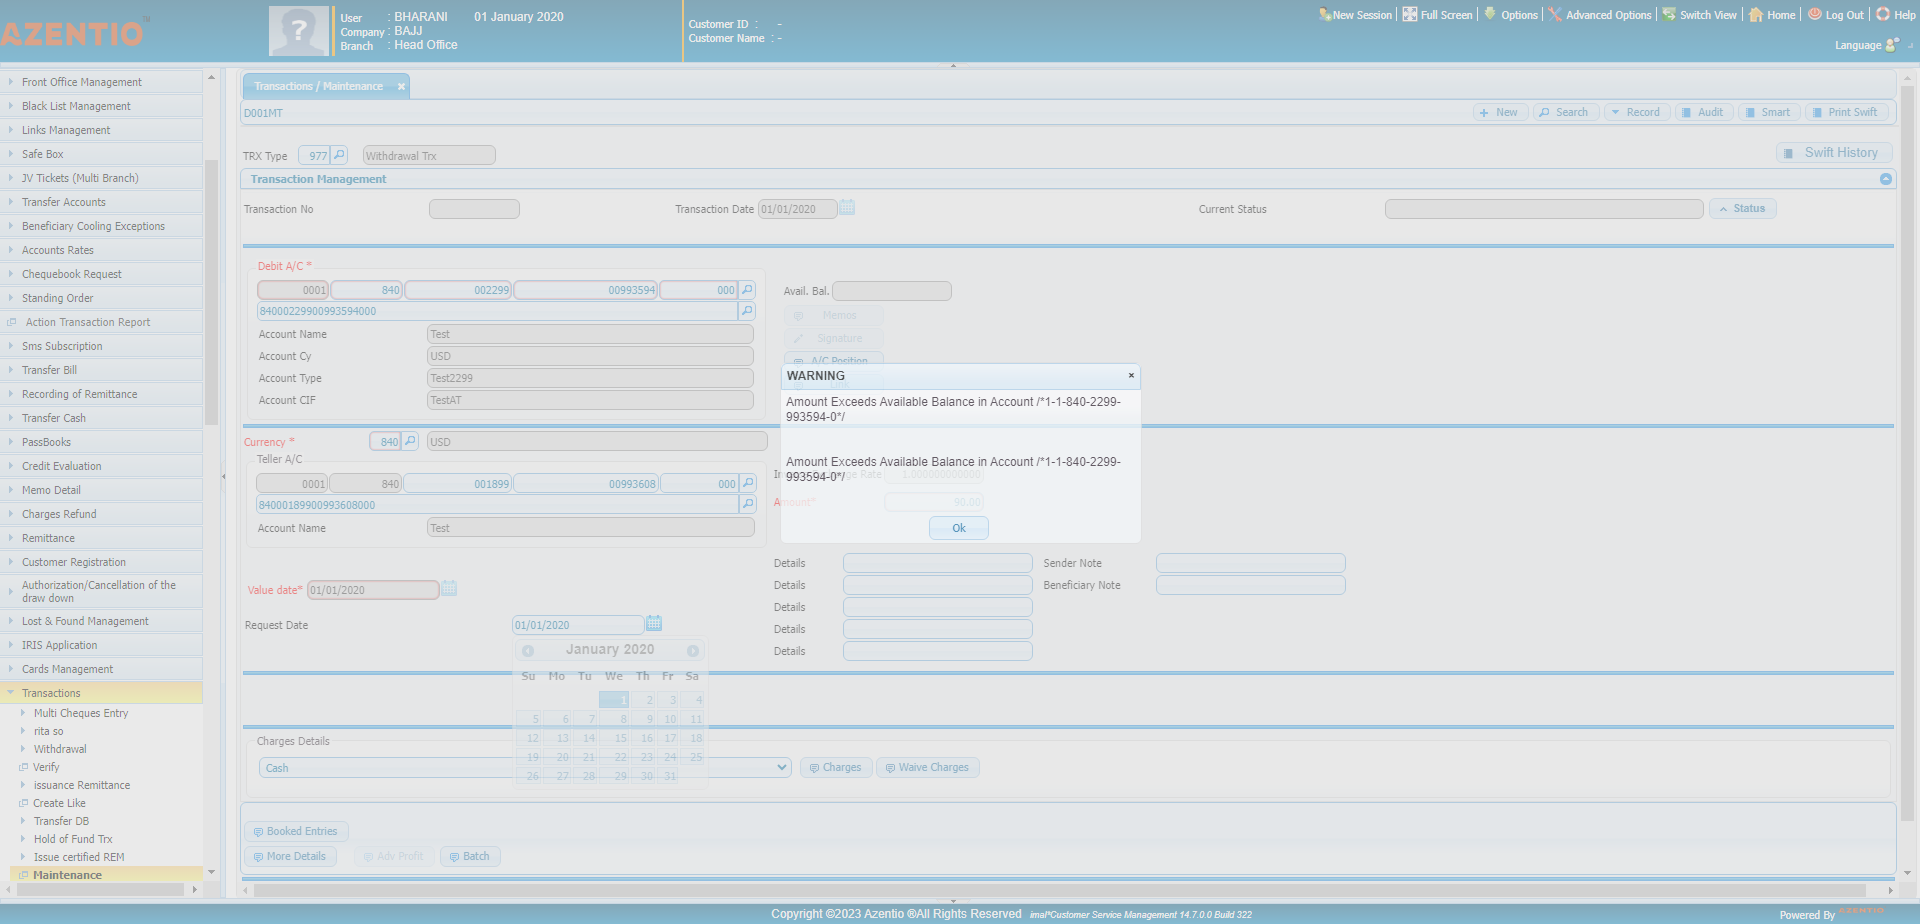 AZENTIO
User : BHARANI 01 January 2020
Company : BAJJ
Branch : Head Office
Customer ID : -
Customer Name : -
New Session Full Screen Options Advanced Options Switch View Home Log Out Help
Language
Front Office Management
Black List Management
Links Management
Safe Box
JV Tickets (Multi Branch)
Transfer Accounts
Beneficiary Cooling Exceptions
Accounts Rates
Chequebook Request
Standing Order
Action Transaction Report
Sms Subscription
Transfer Bill
Recording of Remittance
Transfer Cash
PassBooks
Credit Evaluation
Memo Detail
Charges Refund
Remittance
Customer Registration
Authorization/Cancellation of the
draw down
Lost & Found Management
IRIS Application
Cards Management
Transactions
Multi Cheques Entry
rita so
Withdrawal
Verify
issuance Remittance
Create Like
Transfer DB
Hold of Fund Trx
Issue certified REM
Maintenance
Transactions / Maintenance
D001MT
New Search Record Audit Smart Print Swift
TRX Type 977 Withdrawal Trx
Swift History
Transaction Management
Transaction No
Transaction Date 01/01/2020
Current Status
Status
Debit A/C *
0001 840 002299 00993594 000
84000229900993594000
Account Name Test
Account Cy USD
Account Type Test2299
Account CIF TestAT
Avail. Bal.
Memos
Signature
A/C Position
WARNING
Amount Exceeds Available Balance in Account /*1-1-840-2299-
993594-0*/
Amount Exceeds Available Balance in Account /*1-1-840-2299-
993594-0*/
Ok
Currency * 840 USD
Teller A/C
0001 840 001899 00993608 000
84000189900993608000
Account Name Test
Rate 1.000000000000
Amount* 90.00
Value date* 01/01/2020
Request Date 01/01/2020
January 2020
Su Mo Tu We Th Fr Sa
1 2 3 4
5 6 7 8 9 10 11
12 13 14 15 16 17 18
19 20 21 22 23 24 25
26 27 28 29 30 31
Details
Details
Details
Details
Details
Sender Note
Beneficiary Note
Charges Details
Cash
Charges
Waive Charges
Booked Entries
More Details
Adv Profit
Batch
Copyright ©2023 Azentio ®All Rights Reserved imal*Customer Service Management 14.7.0.0 Build 322
Powered By AZENTIO